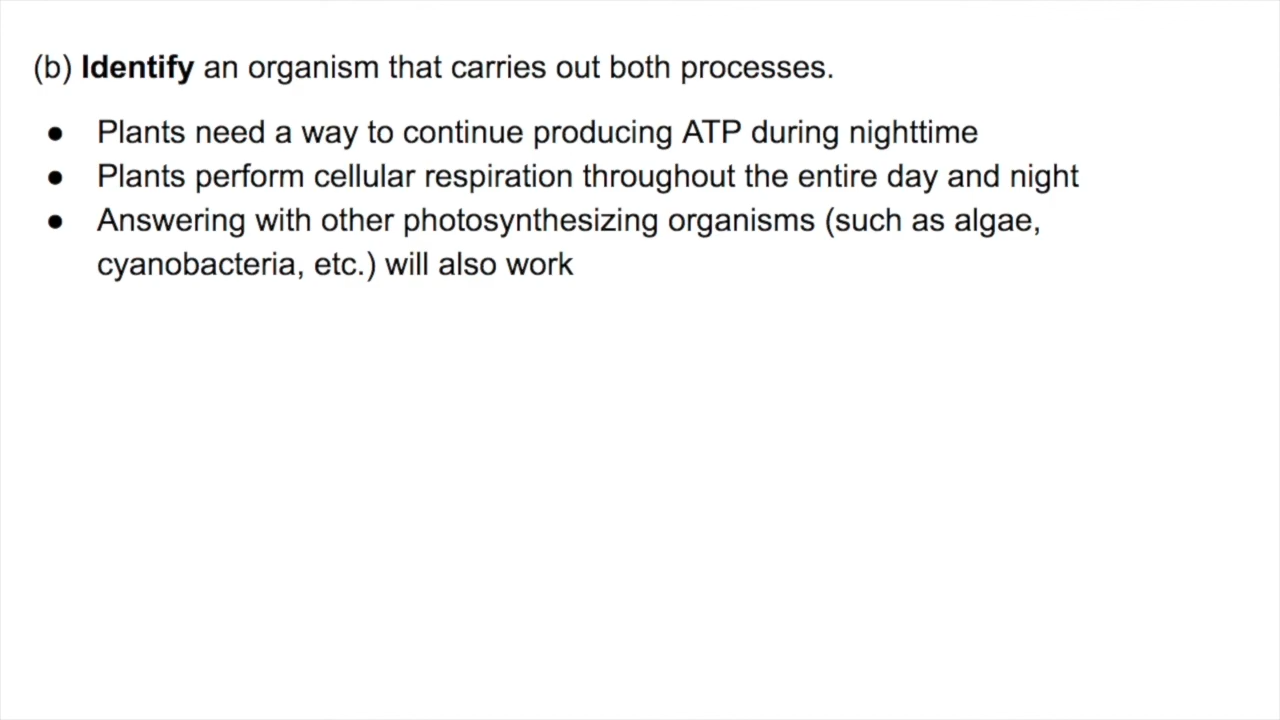 (b) Identify an organism that carries out both processes.
● Plants need a way to continue producing ATP during nighttime
● Plants perform cellular respiration throughout the entire day and night
● Answering with other photosynthesizing organisms (such as algae,
cyanobacteria, etc.) will also work